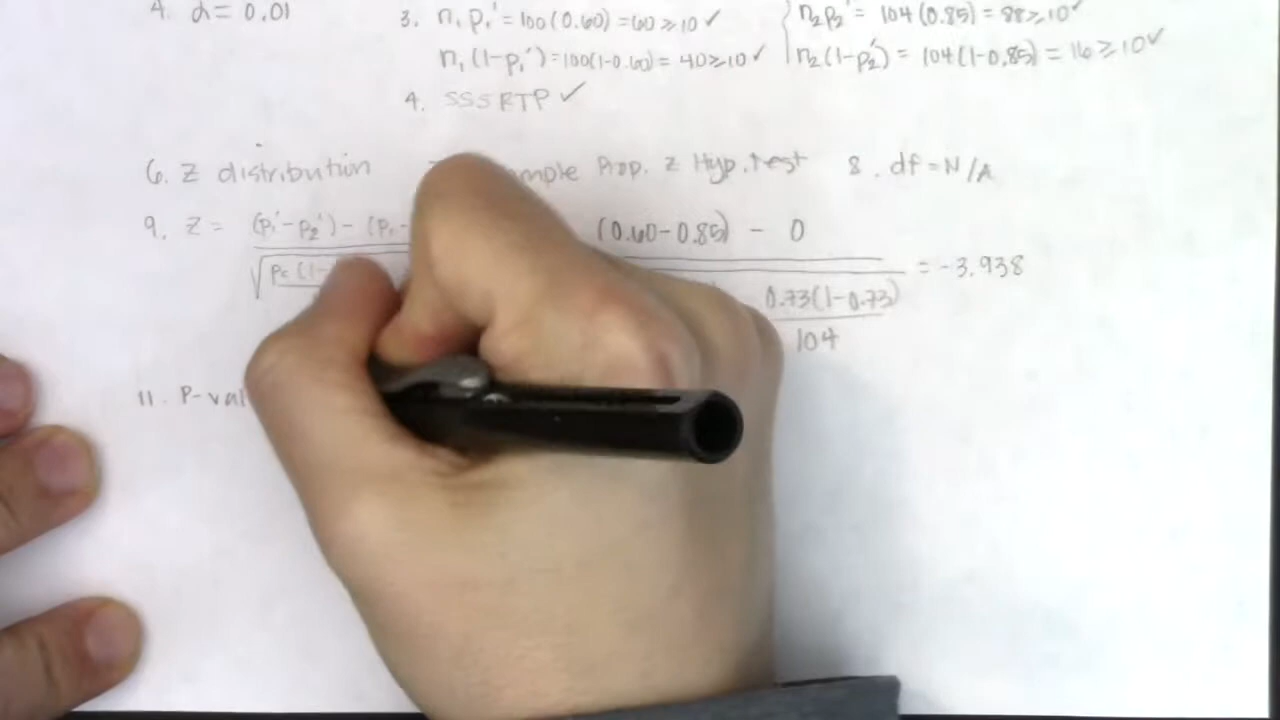 4. α = 0.01
3. n₁p₁' = 100(0.60) = 60 ≥ 10 ✓
n₂p₂' = 104(0.85) = 88 ≥ 10 ✓
n₁(1-p₁') = 100(1-0.60) = 40 ≥ 10 ✓
n₂(1-p₂') = 104(1-0.85) = 16 ≥ 10 ✓
4. SSSRTP ✓
6. Z distribution
Prop. z Hyp. test
8. df = N/A
9. Z = (p₁'-p₂') - (p₁-
(0.60-0.85) - 0
√ pc(1-
0.73(1-0.73)
104
= -3.938
11. P-val